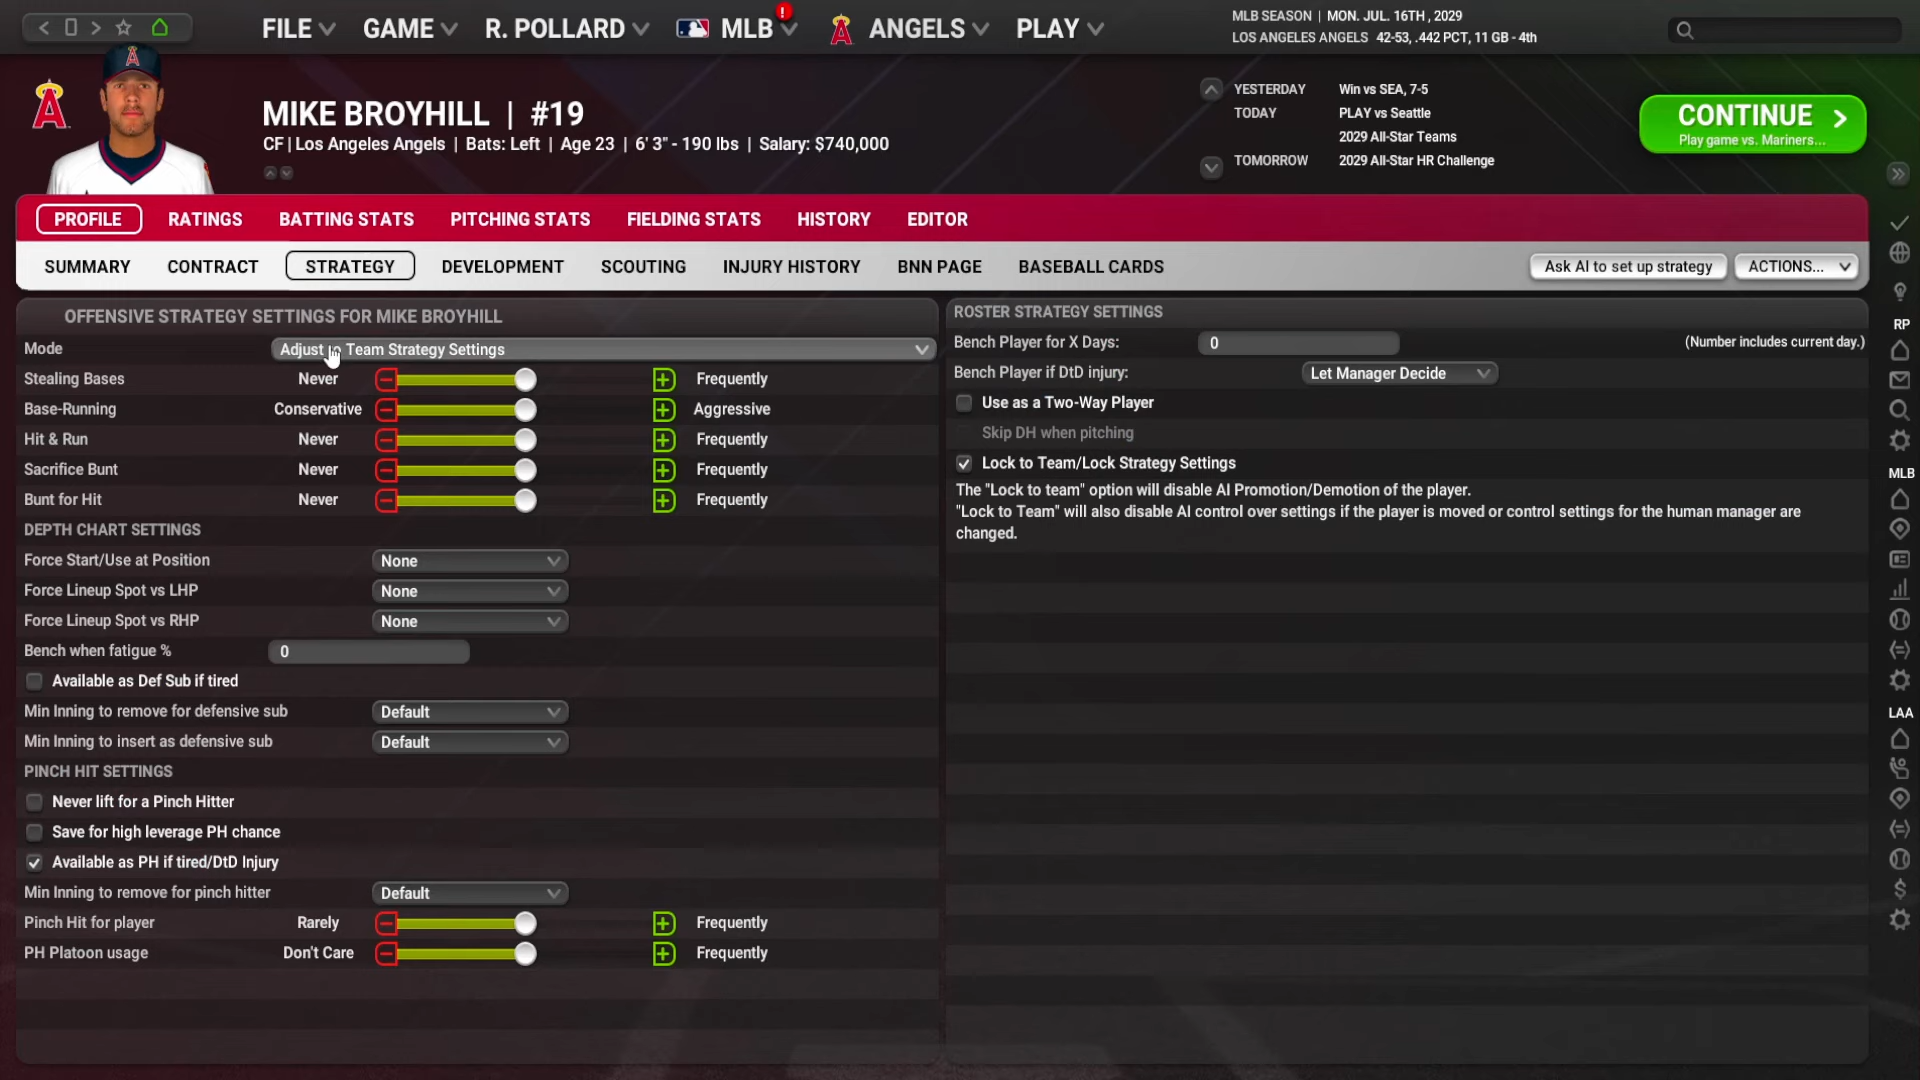 FILE GAME R. POLLARD MLB ! ANGELS PLAY
MLB SEASON | MON. JUL. 16TH , 2029
LOS ANGELES ANGELS 42-53, .442 PCT, 11 GB - 4th
MIKE BROYHILL | #19
CF | Los Angeles Angels | Bats: Left | Age 23 | 6' 3" - 190 lbs | Salary: $740,000
YESTERDAY Win vs SEA, 7-5
TODAY PLAY vs Seattle
2029 All-Star Teams
TOMORROW 2029 All-Star HR Challenge
CONTINUE
Play game vs. Mariners...
PROFILE RATINGS BATTING STATS PITCHING STATS FIELDING STATS HISTORY EDITOR
SUMMARY CONTRACT STRATEGY DEVELOPMENT SCOUTING INJURY HISTORY BNN PAGE BASEBALL CARDS Ask AI to set up strategy ACTIONS...
OFFENSIVE STRATEGY SETTINGS FOR MIKE BROYHILL
Mode Adjust to Team Strategy Settings
Stealing Bases Never Frequently
Base-Running Conservative Aggressive
Hit & Run Never Frequently
Sacrifice Bunt Never Frequently
Bunt for Hit Never Frequently
DEPTH CHART SETTINGS
Force Start/Use at Position None
Force Lineup Spot vs LHP None
Force Lineup Spot vs RHP None
Bench when fatigue % 0
Available as Def Sub if tired
Min Inning to remove for defensive sub Default
Min Inning to insert as defensive sub Default
PINCH HIT SETTINGS
Never lift for a Pinch Hitter
Save for high leverage PH chance
Available as PH if tired/DtD Injury
Min Inning to remove for pinch hitter Default
Pinch Hit for player Rarely Frequently
PH Platoon usage Don't Care Frequently
ROSTER STRATEGY SETTINGS
Bench Player for X Days: 0 (Number includes current day.)
Bench Player if DtD injury: Let Manager Decide
Use as a Two-Way Player
Skip DH when pitching
Lock to Team/Lock Strategy Settings
The "Lock to team" option will disable AI Promotion/Demotion of the player.
"Lock to Team" will also disable AI control over settings if the player is moved or control settings for the human manager are
changed.
RP
MLB
LAA